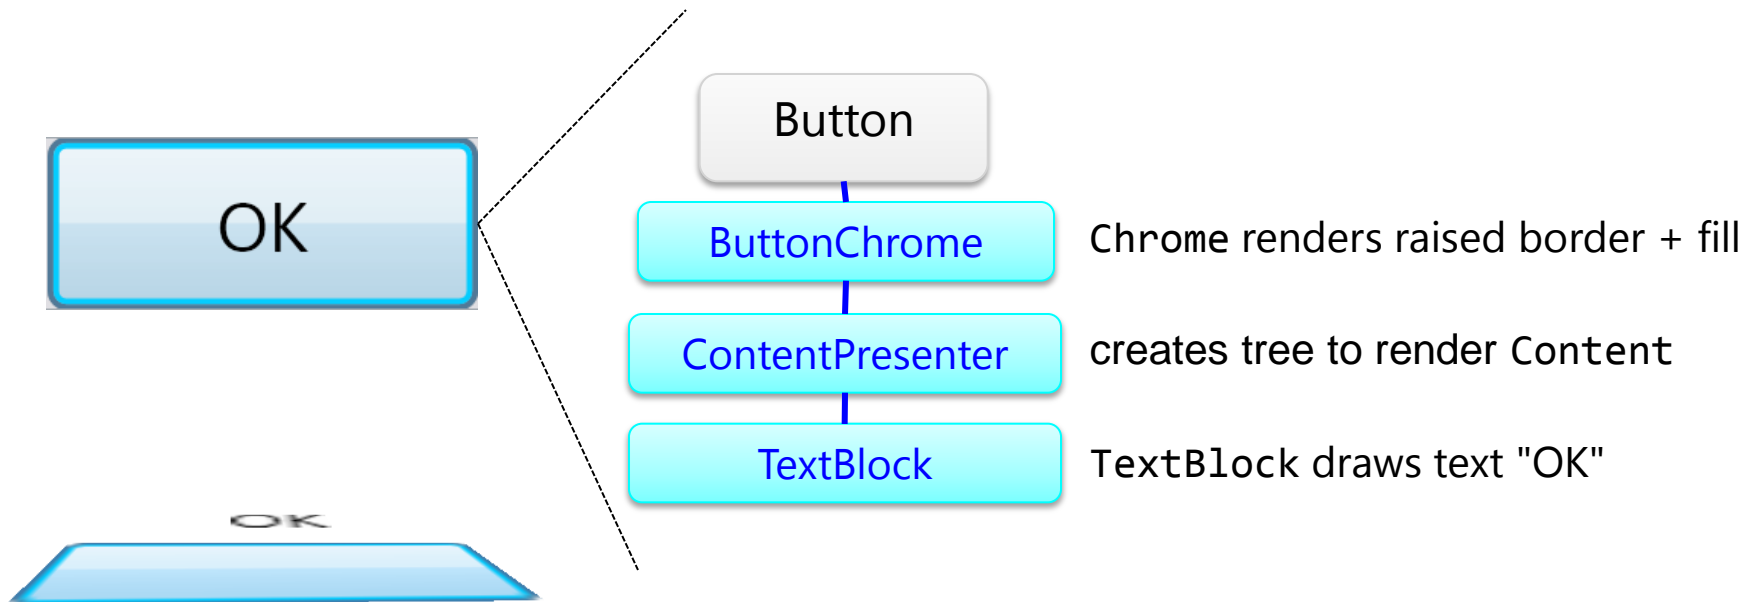 OK
Button
ButtonChrome
Chrome renders raised border + fill
ContentPresenter
creates tree to render Content
TextBlock
TextBlock draws text "OK"
OK